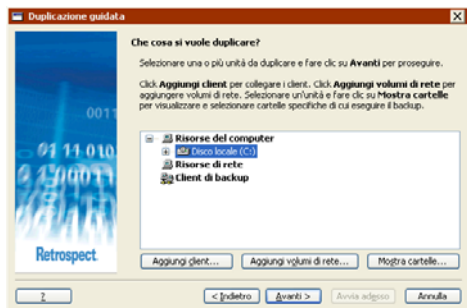 Duplicazione guidata
Che cosa si vuole duplicare?
Selezionare una o più unità da duplicare e fare clic su Avanti per proseguire.
Click Aggiungi client per collegare i client. Click Aggiungi volumi di rete per
aggiungere volumi di rete. Selezionare un'unità e fare clic su Mostra cartelle
per visualizzare e selezionare cartelle specifiche di cui eseguire il backup.
Risorse del computer
Disco locale (C:)
Risorse di rete
Client di backup
Retrospect
Aggiungi client...
Aggiungi volumi di rete...
Mostra cartelle...
?
< Indietro
Avanti >
Avvia adesso
Annulla